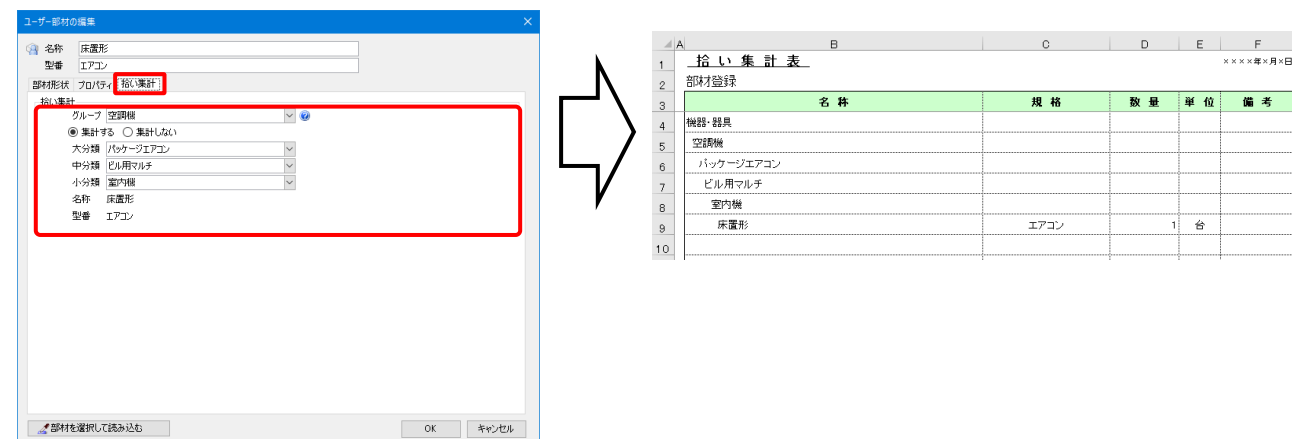 ユーザー部材の編集
名称 床置形
型番 エアコン
部材形状 プロパティ 拾い集計
拾い集計
グループ 空調機
集計する 集計しない
大分類 パッケージエアコン
中分類 ビル用マルチ
小分類 室内機
名称 床置形
型番 エアコン
部材を選択して読み込む OK キャンセル
A B C D E F
1 拾い集計表 ××××年×月×日
2 部材登録
3 名称 規格 数量 単位 備考
4 機器・器具
5 空調機
6 パッケージエアコン
7 ビル用マルチ
8 室内機
9 床置形 エアコン 1 台
10